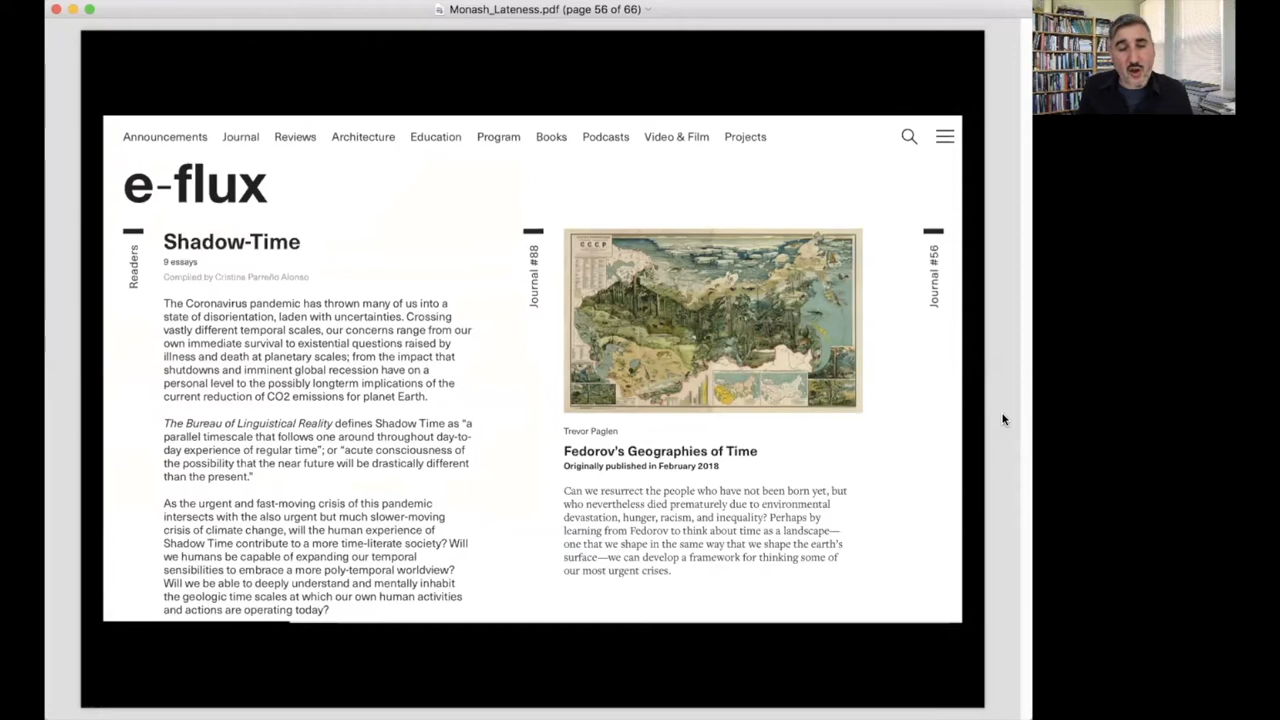 Monash_Lateness.pdf (page 56 of 66)
Announcements Journal Reviews Architecture Education Program Books Podcasts Video & Film Projects
e-flux
Readers
Shadow-Time
9 essays
Compiled by Cristina Parreño Alonso
The Coronavirus pandemic has thrown many of us into a
state of disorientation, laden with uncertainties. Crossing
vastly different temporal scales, our concerns range from our
own immediate survival to existential questions raised by
illness and death at planetary scales; from the impact that
shutdowns and imminent global recession have on a
personal level to the possibly longterm implications of the
current reduction of CO2 emissions for planet Earth.
The Bureau of Linguistical Reality defines Shadow Time as “a
parallel timescale that follows one around throughout day-to-
day experience of regular time”; or “acute consciousness of
the possibility that the near future will be drastically different
than the present.”
As the urgent and fast-moving crisis of this pandemic
intersects with the also urgent but much slower-moving
crisis of climate change, will the human experience of
Shadow Time contribute to a more time-literate society? Will
we humans be capable of expanding our temporal
sensibilities to embrace a more poly-temporal worldview?
Will we be able to deeply understand and mentally inhabit
the geologic time scales at which our own human activities
and actions are operating today?
Journal #88
СССР
Trevor Paglen
Fedorov’s Geographies of Time
Originally published in February 2018
Can we resurrect the people who have not been born yet, but
who nevertheless died prematurely due to environmental
devastation, hunger, racism, and inequality? Perhaps by
learning from Fedorov to think about time as a landscape—
one that we shape in the same way that we shape the earth’s
surface—we can develop a framework for thinking some of
our most urgent crises.
Journal #56